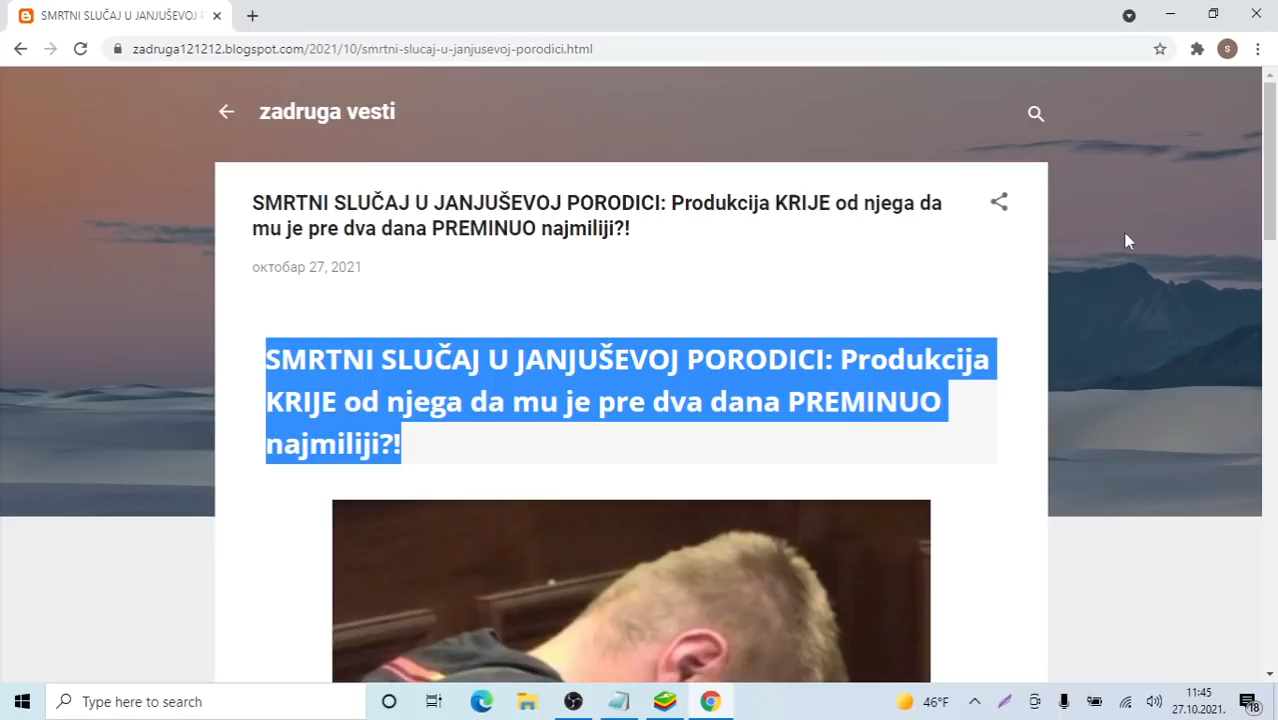 SMRTNI SLUČAJ U JANJUŠEVOJ
zadruga121212.blogspot.com/2021/10/smrtni-slucaj-u-janjusevoj-porodici.html
S
zadruga vesti
SMRTNI SLUČAJ U JANJUŠEVOJ PORODICI: Produkcija KRIJE od njega da
mu je pre dva dana PREMINUO najmiliji?!
октобар 27, 2021
SMRTNI SLUČAJ U JANJUŠEVOJ PORODICI: Produkcija
KRIJE od njega da mu je pre dva dana PREMINUO
najmiliji?!
Type here to search
46°F
11:45
27.10.2021.
18